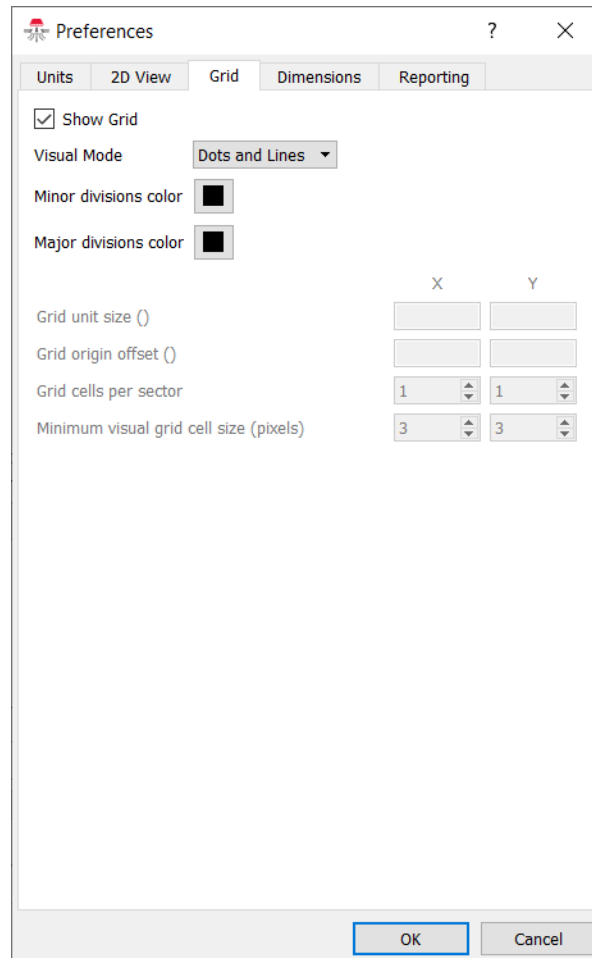 Preferences ?
Units 2D View Grid Dimensions Reporting
Show Grid
Visual Mode Dots and Lines
Minor divisions color
Major divisions color
X Y
Grid unit size ()
Grid origin offset ()
Grid cells per sector 1 1
Minimum visual grid cell size (pixels) 3 3
OK Cancel